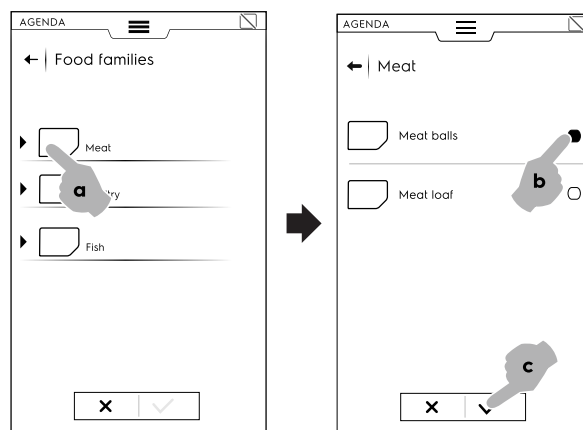 AGENDA
Food families
Meat
a
Fish
AGENDA
Meat
Meat balls
b
Meat loaf
c